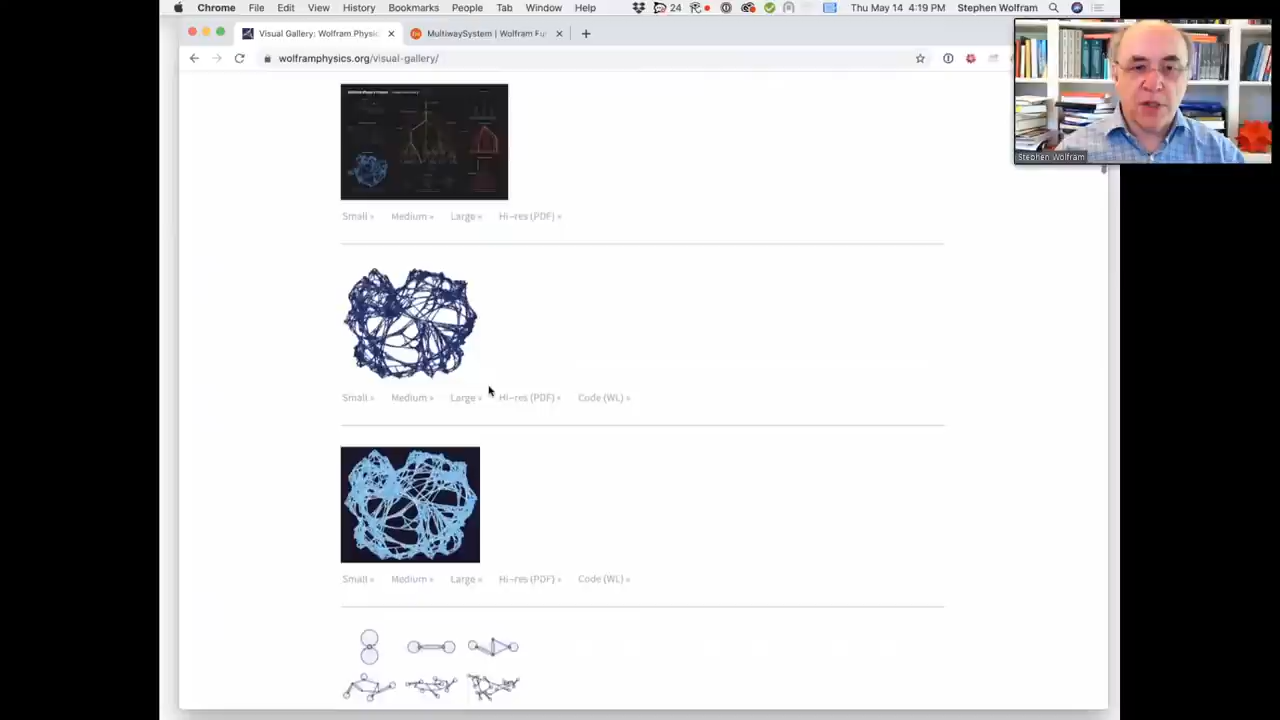 Chrome File Edit View History Bookmarks People Tab Window Help 24 Thu May 14 4:19 PM Stephen Wolfram
Visual Gallery: Wolfram Physic MultiwaySystem | Wolfram Fu
wolframphysics.org/visual-gallery/
Stephen Wolfram
Small » Medium » Large » Hi-res (PDF) »
Small » Medium » Large » Hi-res (PDF) » Code (WL) »
Small » Medium » Large » Hi-res (PDF) » Code (WL) »